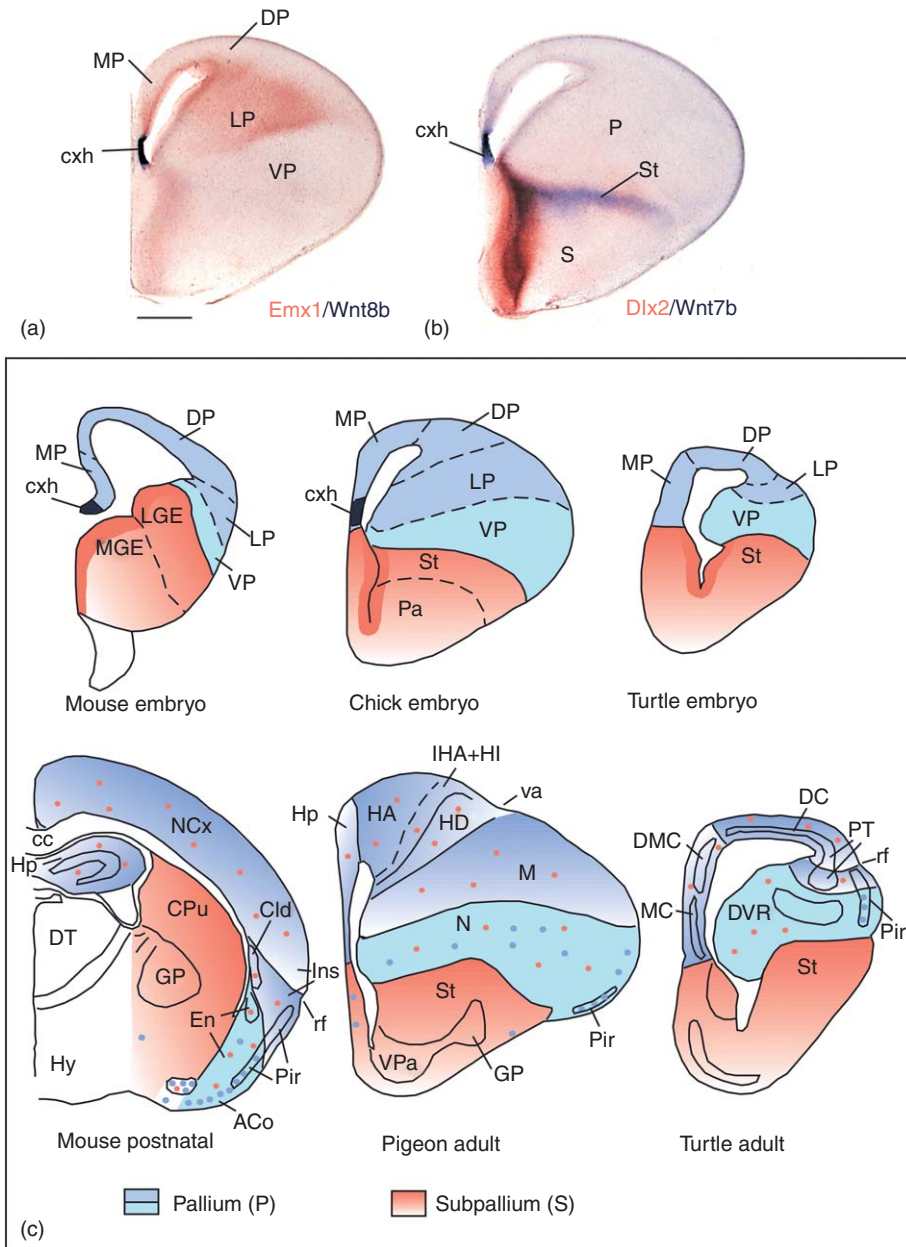 DP
MP
LP
cxh
VP
Emx1/Wnt8b
(a)
P
cxh
St
S
Dlx2/Wnt7b
(b)
DP
MP
cxh
LGE
MGE
LP
VP
Mouse embryo
MP
DP
cxh
LP
VP
St
Pa
Chick embryo
DP
MP
LP
VP
St
Turtle embryo
NCx
cc
Hp
CPu
Cld
DT
GP
Ins
En
rf
Hy
Pir
ACo
Mouse postnatal
IHA+HI
Hp
HA
va
HD
M
N
St
Pir
VPa
GP
Pigeon adult
DC
DMC
PT
rf
MC
DVR
Pir
St
Turtle adult
Pallium (P)
Subpallium (S)
(c)